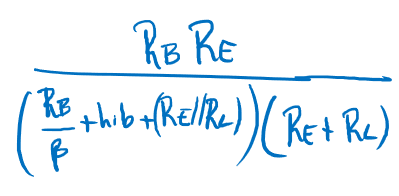 RB RE
(RB/β + hib + (RE//RL)) (RE + RL)